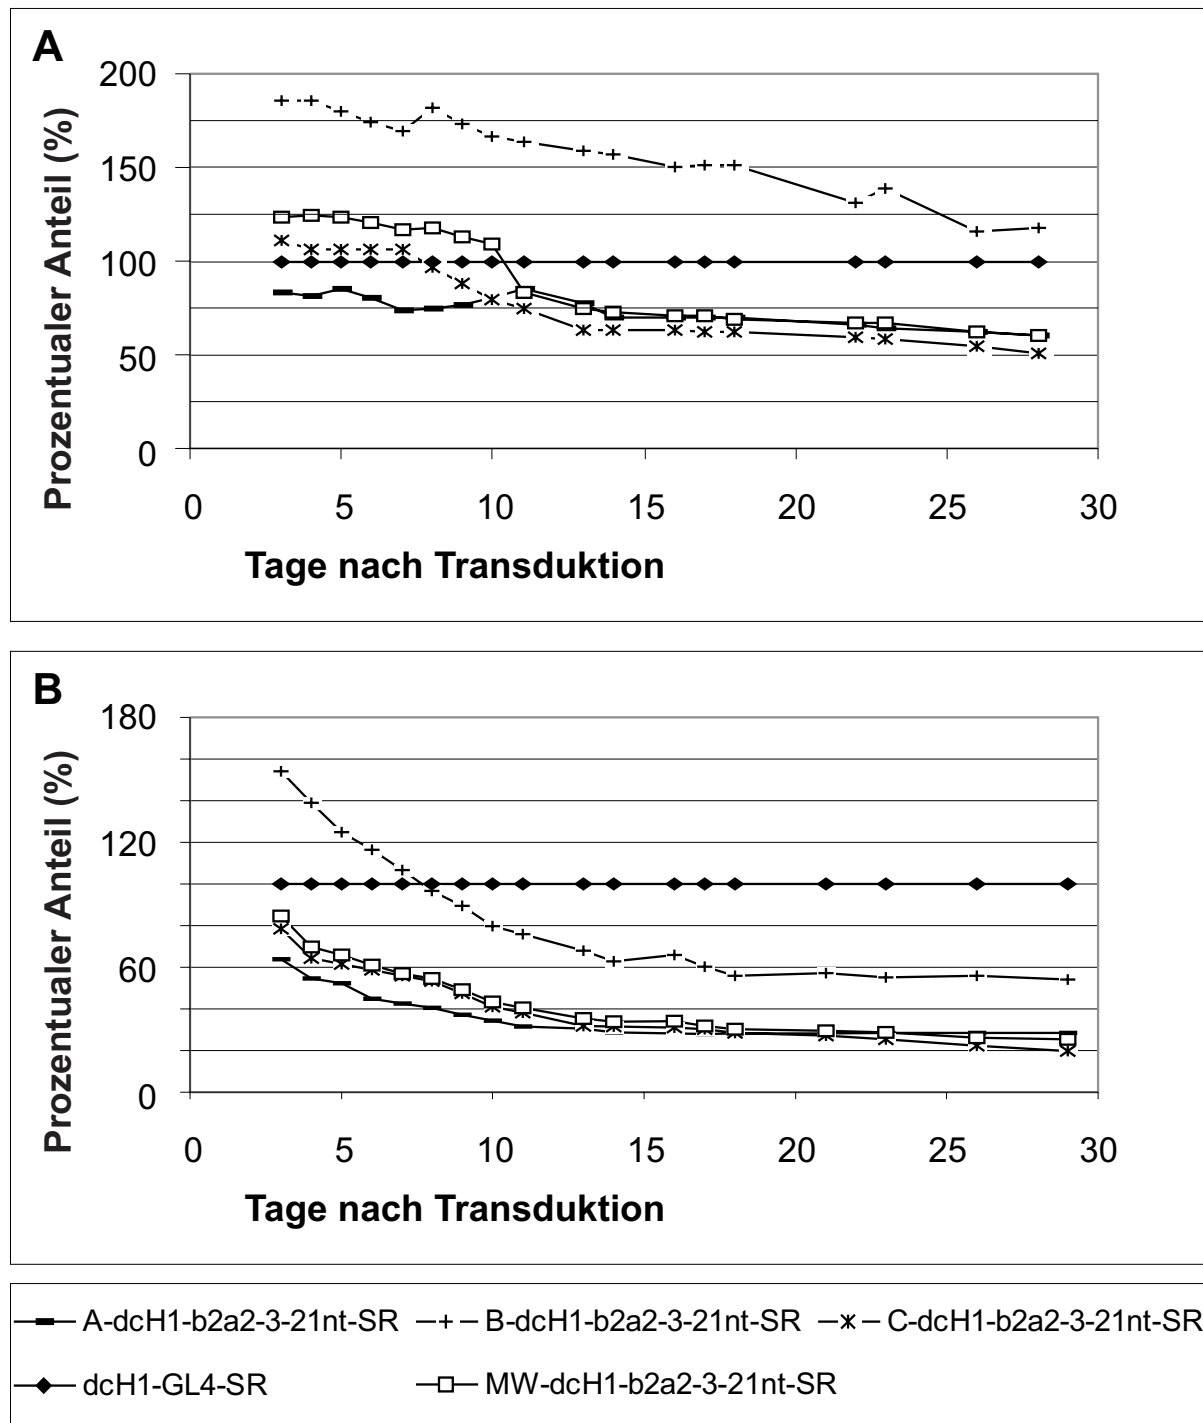 A
Prozentualer Anteil (%)
200
150
100
50
0
0 5 10 15 20 25 30
Tage nach Transduktion
B
Prozentualer Anteil (%)
180
120
60
0
0 5 10 15 20 25 30
Tage nach Transduktion
A-dcH1-b2a2-3-21nt-SR B-dcH1-b2a2-3-21nt-SR C-dcH1-b2a2-3-21nt-SR
dcH1-GL4-SR MW-dcH1-b2a2-3-21nt-SR